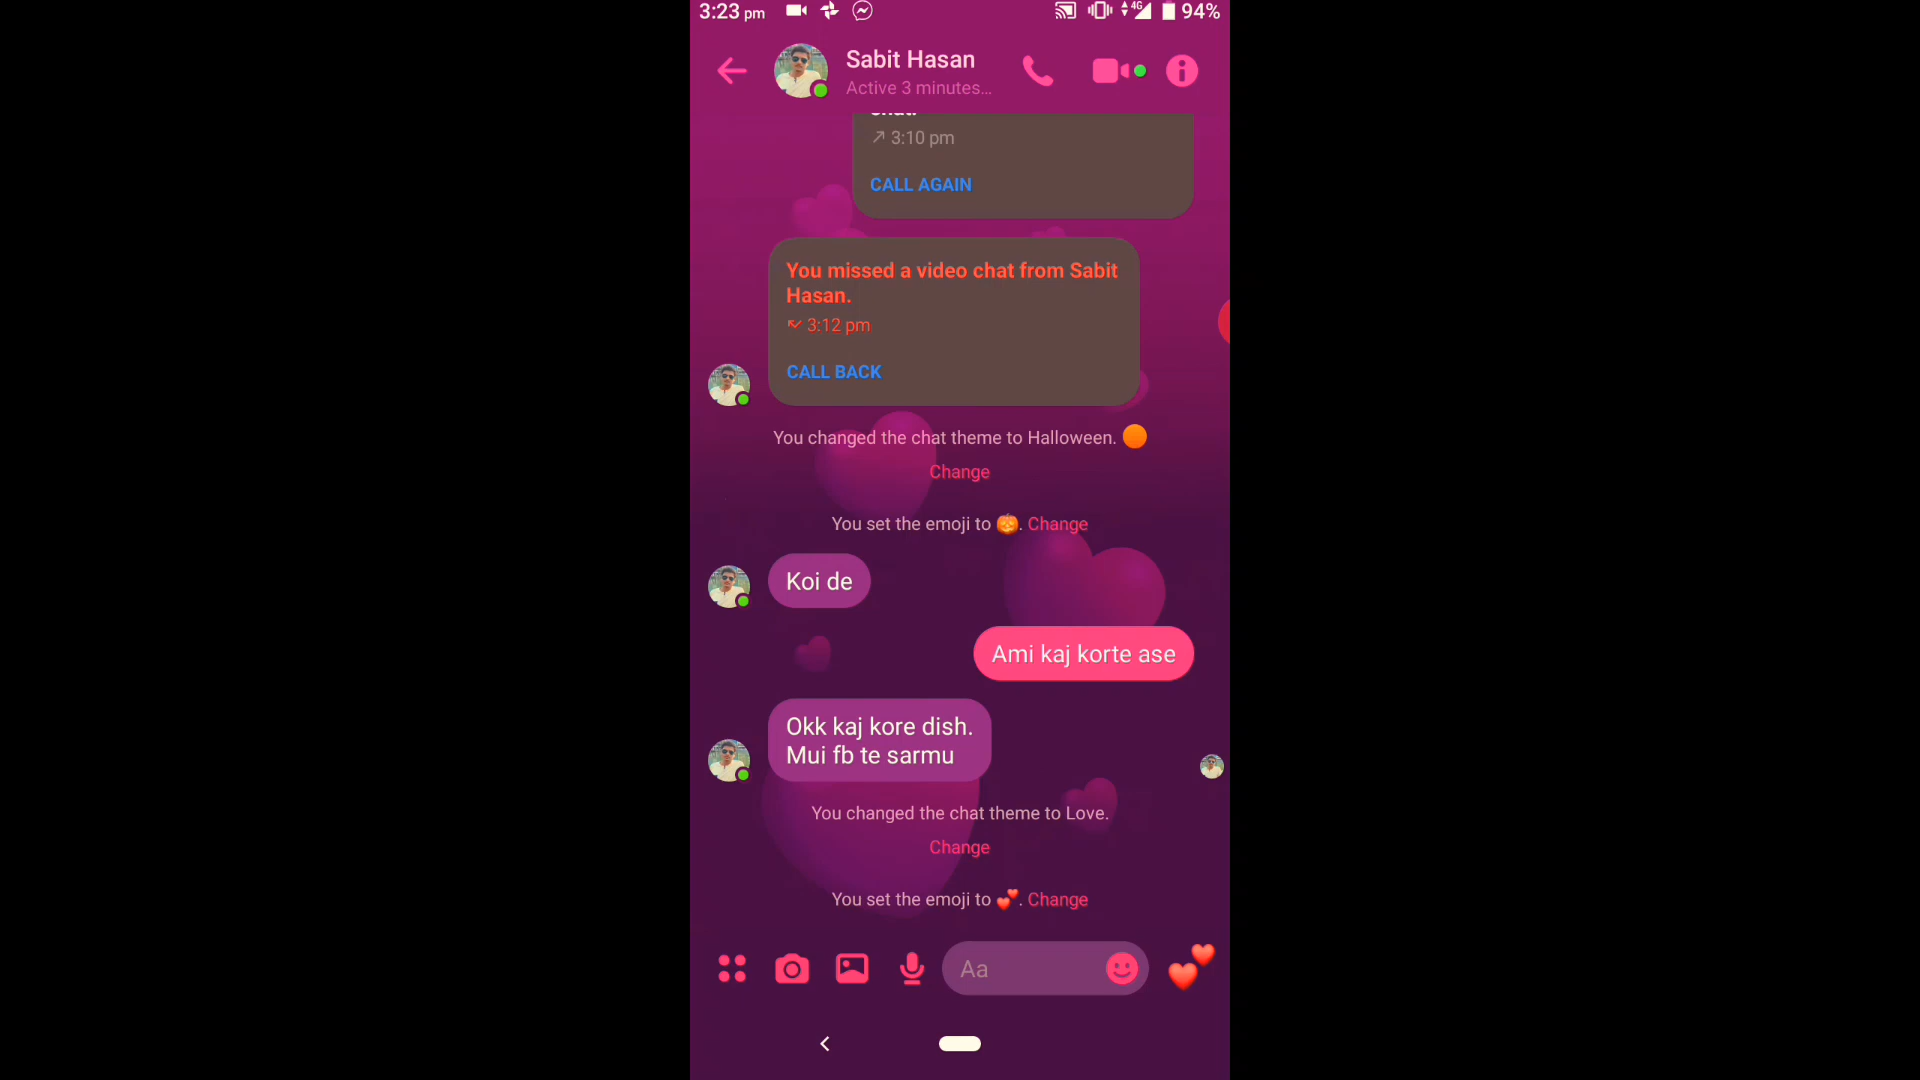 3:23 pm
4G
94%
Sabit Hasan
Active 3 minutes...
chat.
3:10 pm
CALL AGAIN
You missed a video chat from Sabit
Hasan.
3:12 pm
CALL BACK
You changed the chat theme to Halloween.
Change
You set the emoji to 🎃. Change
Koi de
Ami kaj korte ase
Okk kaj kore dish.
Mui fb te sarmu
You changed the chat theme to Love.
Change
You set the emoji to 💕. Change
Aa